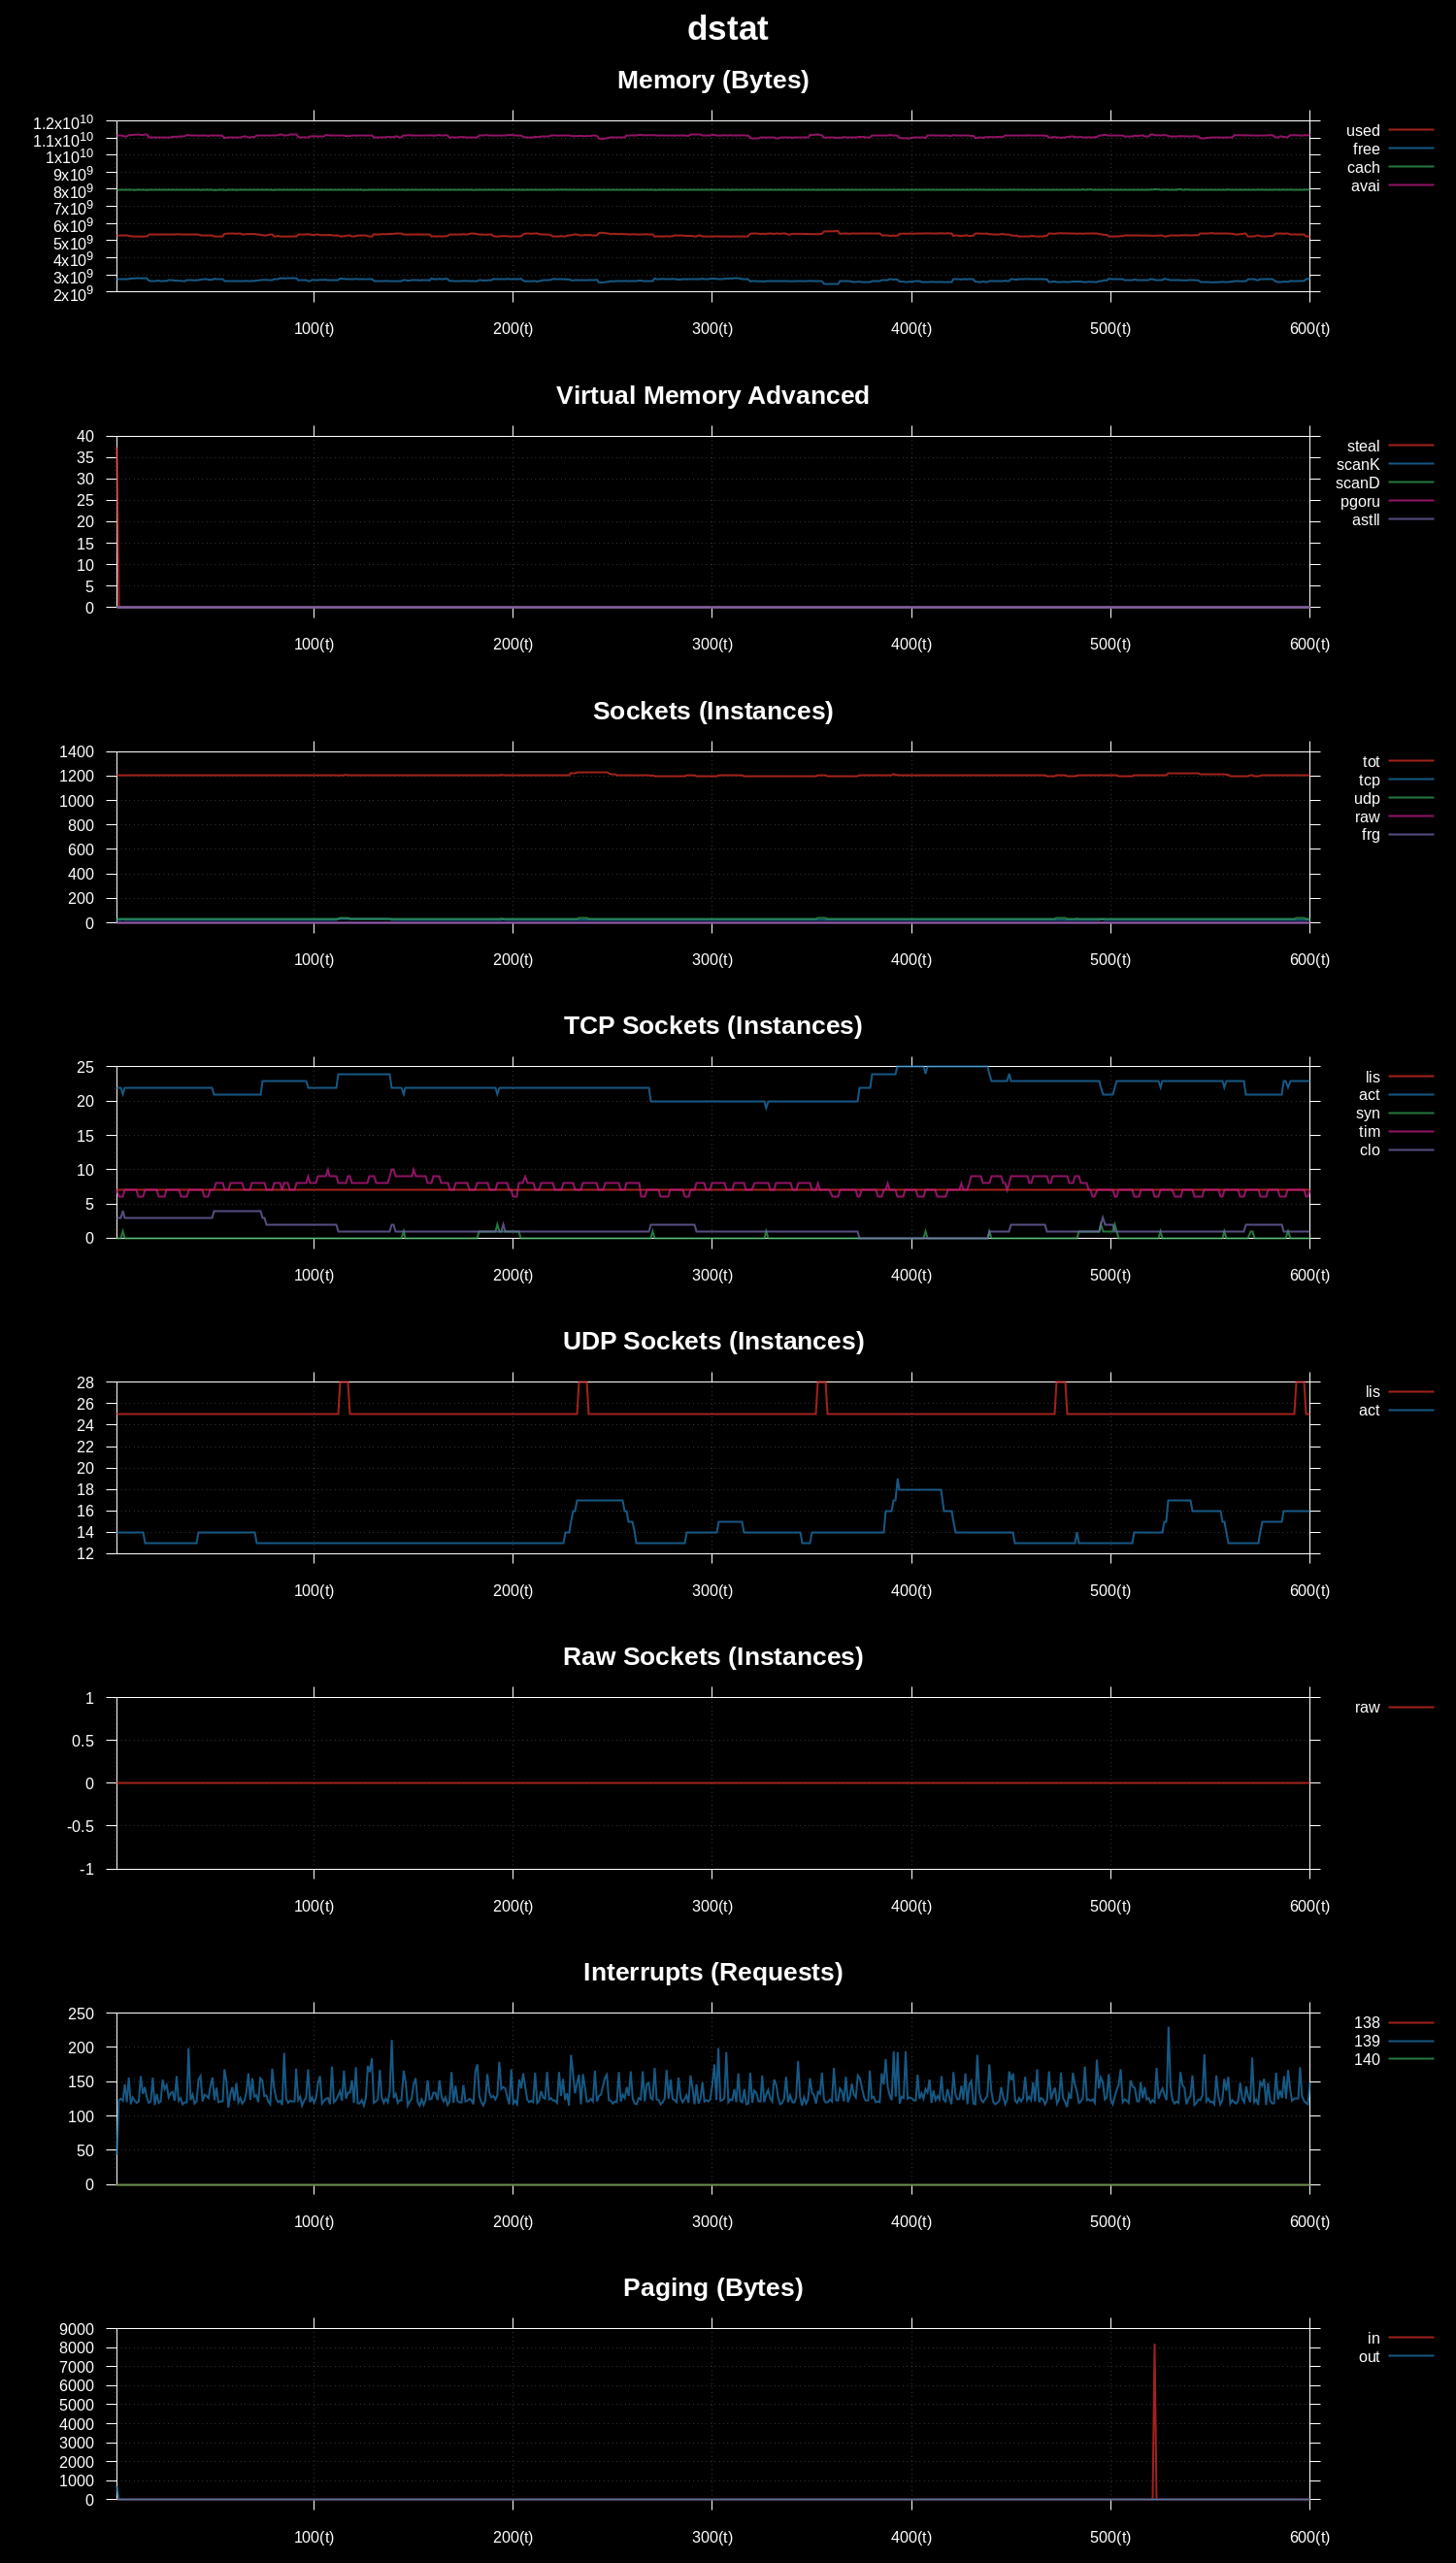 dstat
Memory (Bytes)
1.2x10^10
1.1x10^10
1x10^10
9x10^9
8x10^9
7x10^9
6x10^9
5x10^9
4x10^9
3x10^9
2x10^9
100(t) 200(t) 300(t) 400(t) 500(t) 600(t)
used
free
cach
avai
Virtual Memory Advanced
40
35
30
25
20
15
10
5
0
100(t) 200(t) 300(t) 400(t) 500(t) 600(t)
steal
scanK
scanD
pgoru
astll
Sockets (Instances)
1400
1200
1000
800
600
400
200
0
100(t) 200(t) 300(t) 400(t) 500(t) 600(t)
tot
tcp
udp
raw
frg
TCP Sockets (Instances)
25
20
15
10
5
0
100(t) 200(t) 300(t) 400(t) 500(t) 600(t)
lis
act
syn
tim
clo
UDP Sockets (Instances)
28
26
24
22
20
18
16
14
12
100(t) 200(t) 300(t) 400(t) 500(t) 600(t)
lis
act
Raw Sockets (Instances)
1
0.5
0
-0.5
-1
100(t) 200(t) 300(t) 400(t) 500(t) 600(t)
raw
Interrupts (Requests)
250
200
150
100
50
0
100(t) 200(t) 300(t) 400(t) 500(t) 600(t)
138
139
140
Paging (Bytes)
9000
8000
7000
6000
5000
4000
3000
2000
1000
0
100(t) 200(t) 300(t) 400(t) 500(t) 600(t)
in
out